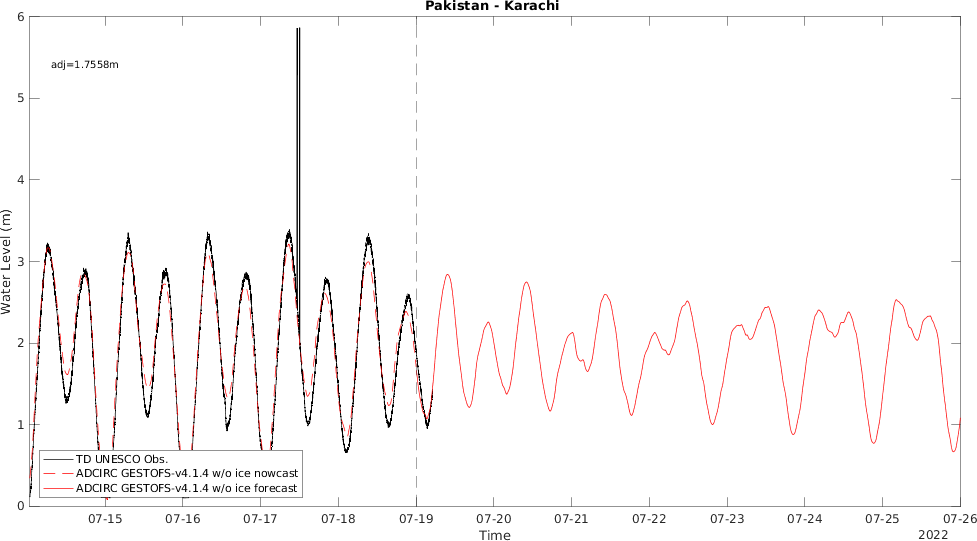 Pakistan - Karachi
adj=1.7558m
6
5
4
3
2
1
0
Water Level (m)
TD UNESCO Obs.
ADCIRC GESTOFS-v4.1.4 w/o ice nowcast
ADCIRC GESTOFS-v4.1.4 w/o ice forecast
07-15 07-16 07-17 07-18 07-19 07-20 07-21 07-22 07-23 07-24 07-25 07-26
Time
2022